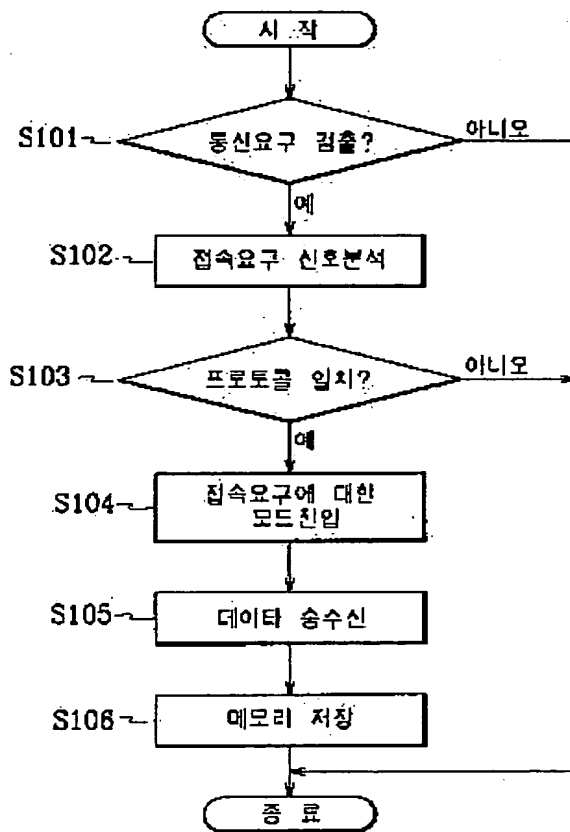 시 작
S101 통신요구 검출? 아니오
예
S102 접속요구 신호분석
S103 프로토콜 일치? 아니오
예
S104 접속요구에 대한
모드진입
S105 데이타 송수신
S106 메모리 저장
종 료